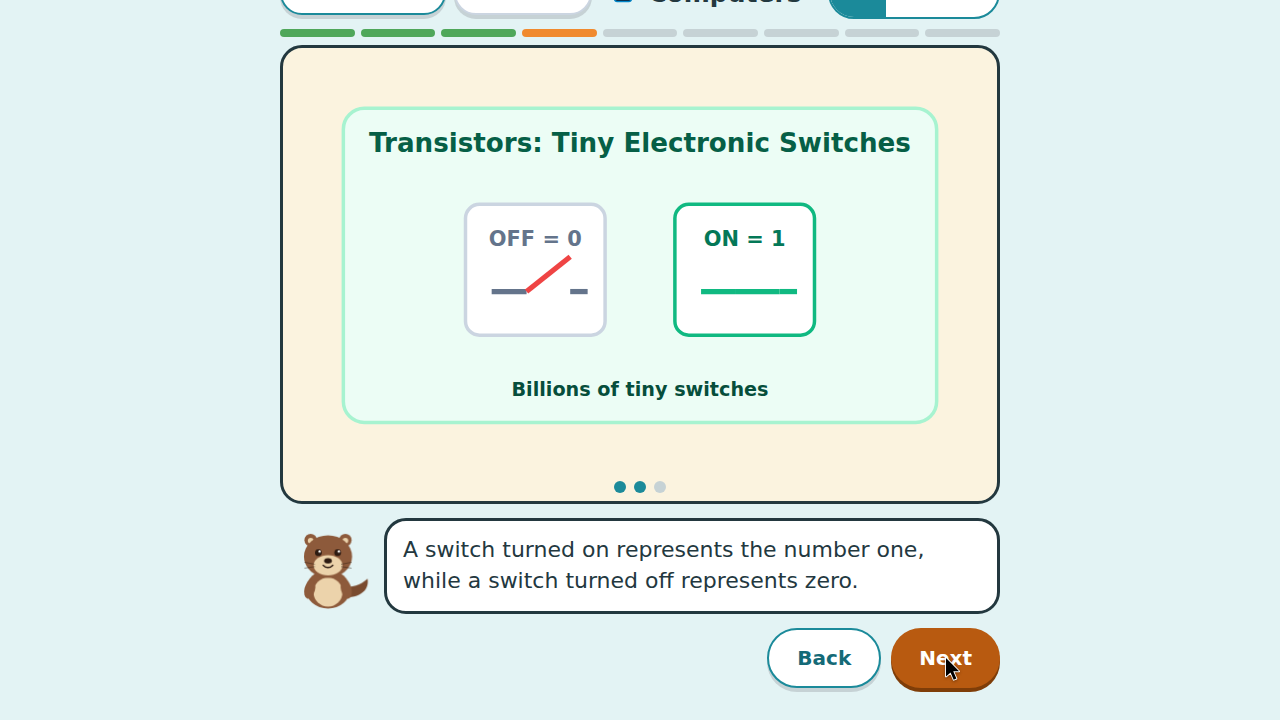 Computers
Transistors: Tiny Electronic Switches
OFF = 0
ON = 1
Billions of tiny switches
A switch turned on represents the number one,
while a switch turned off represents zero.
Back
Next